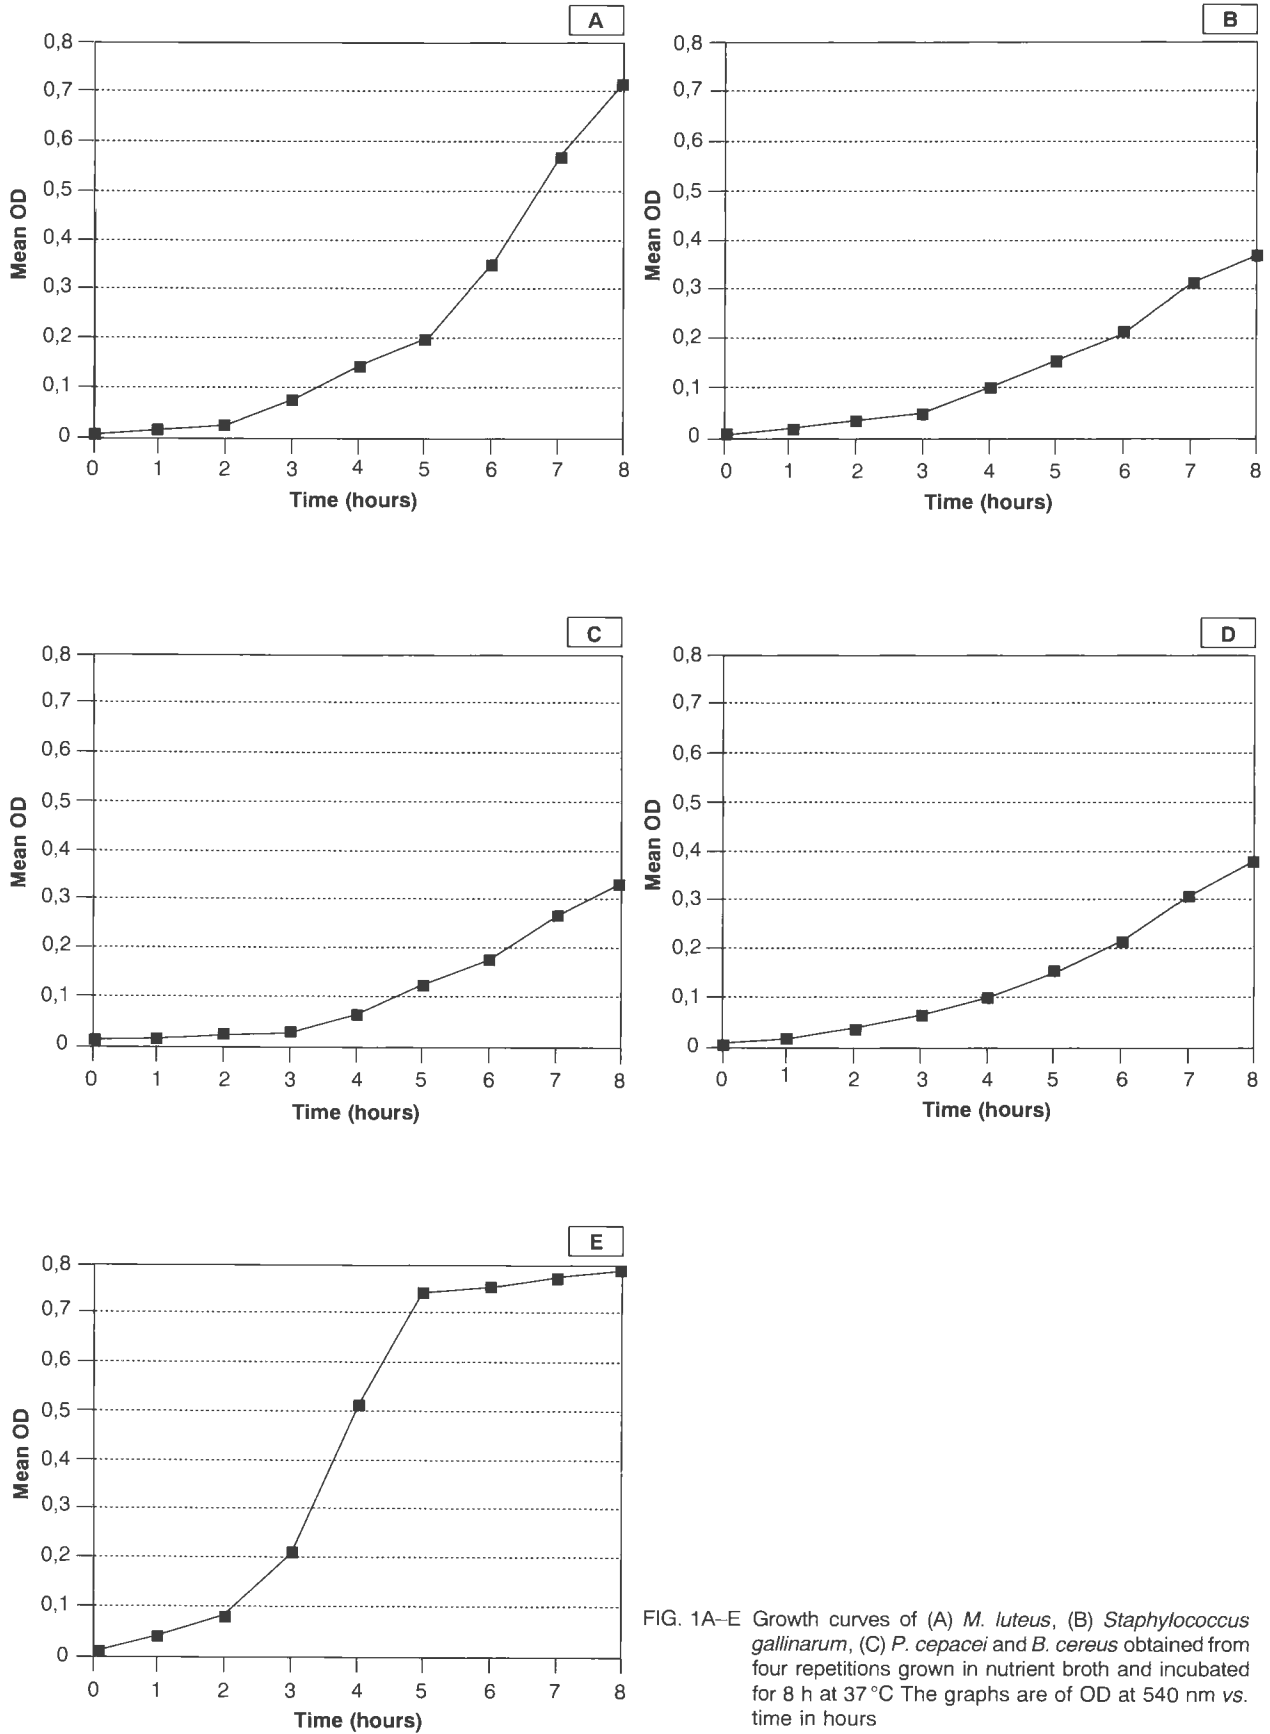 A
0,8
0,7
0,6
0,5
0,4
0,3
0,2
0,1
0
Mean OD
0 1 2 3 4 5 6 7 8
Time (hours)
B
0,8
0,7
0,6
0,5
0,4
0,3
0,2
0,1
0
Mean OD
0 1 2 3 4 5 6 7 8
Time (hours)
C
0,8
0,7
0,6
0,5
0,4
0,3
0,2
0,1
0
Mean OD
0 1 2 3 4 5 6 7 8
Time (hours)
D
0,8
0,7
0,6
0,5
0,4
0,3
0,2
0,1
0
Mean OD
0 1 2 3 4 5 6 7 8
Time (hours)
E
0,8
0,7
0,6
0,5
0,4
0,3
0,2
0,1
0
Mean OD
0 1 2 3 4 5 6 7 8
Time (hours)
FIG. 1A–E Growth curves of (A) M. luteus, (B) Staphylococcus
gallinarum, (C) P. cepacei and B. cereus obtained from
four repetitions grown in nutrient broth and incubated
for 8 h at 37 °C The graphs are of OD at 540 nm vs.
time in hours